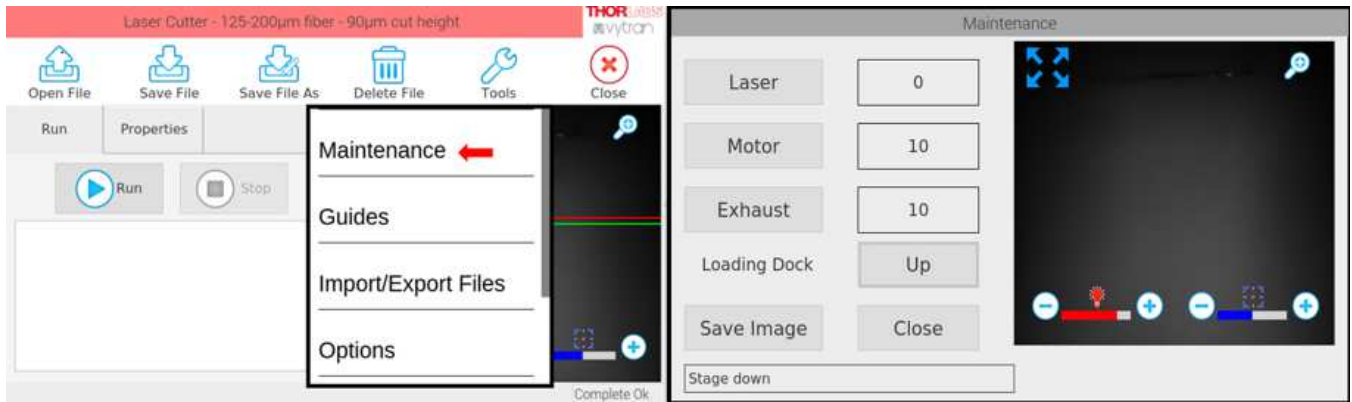 Laser Cutter - 125-200µm fiber - 90µm cut height
THORLABS
vytran
Open File
Save File
Save File As
Delete File
Tools
Close
Run
Properties
Run
Stop
Maintenance
Guides
Import/Export Files
Options
Complete Ok
Maintenance
Laser
0
Motor
10
Exhaust
10
Loading Dock
Up
Save Image
Close
Stage down